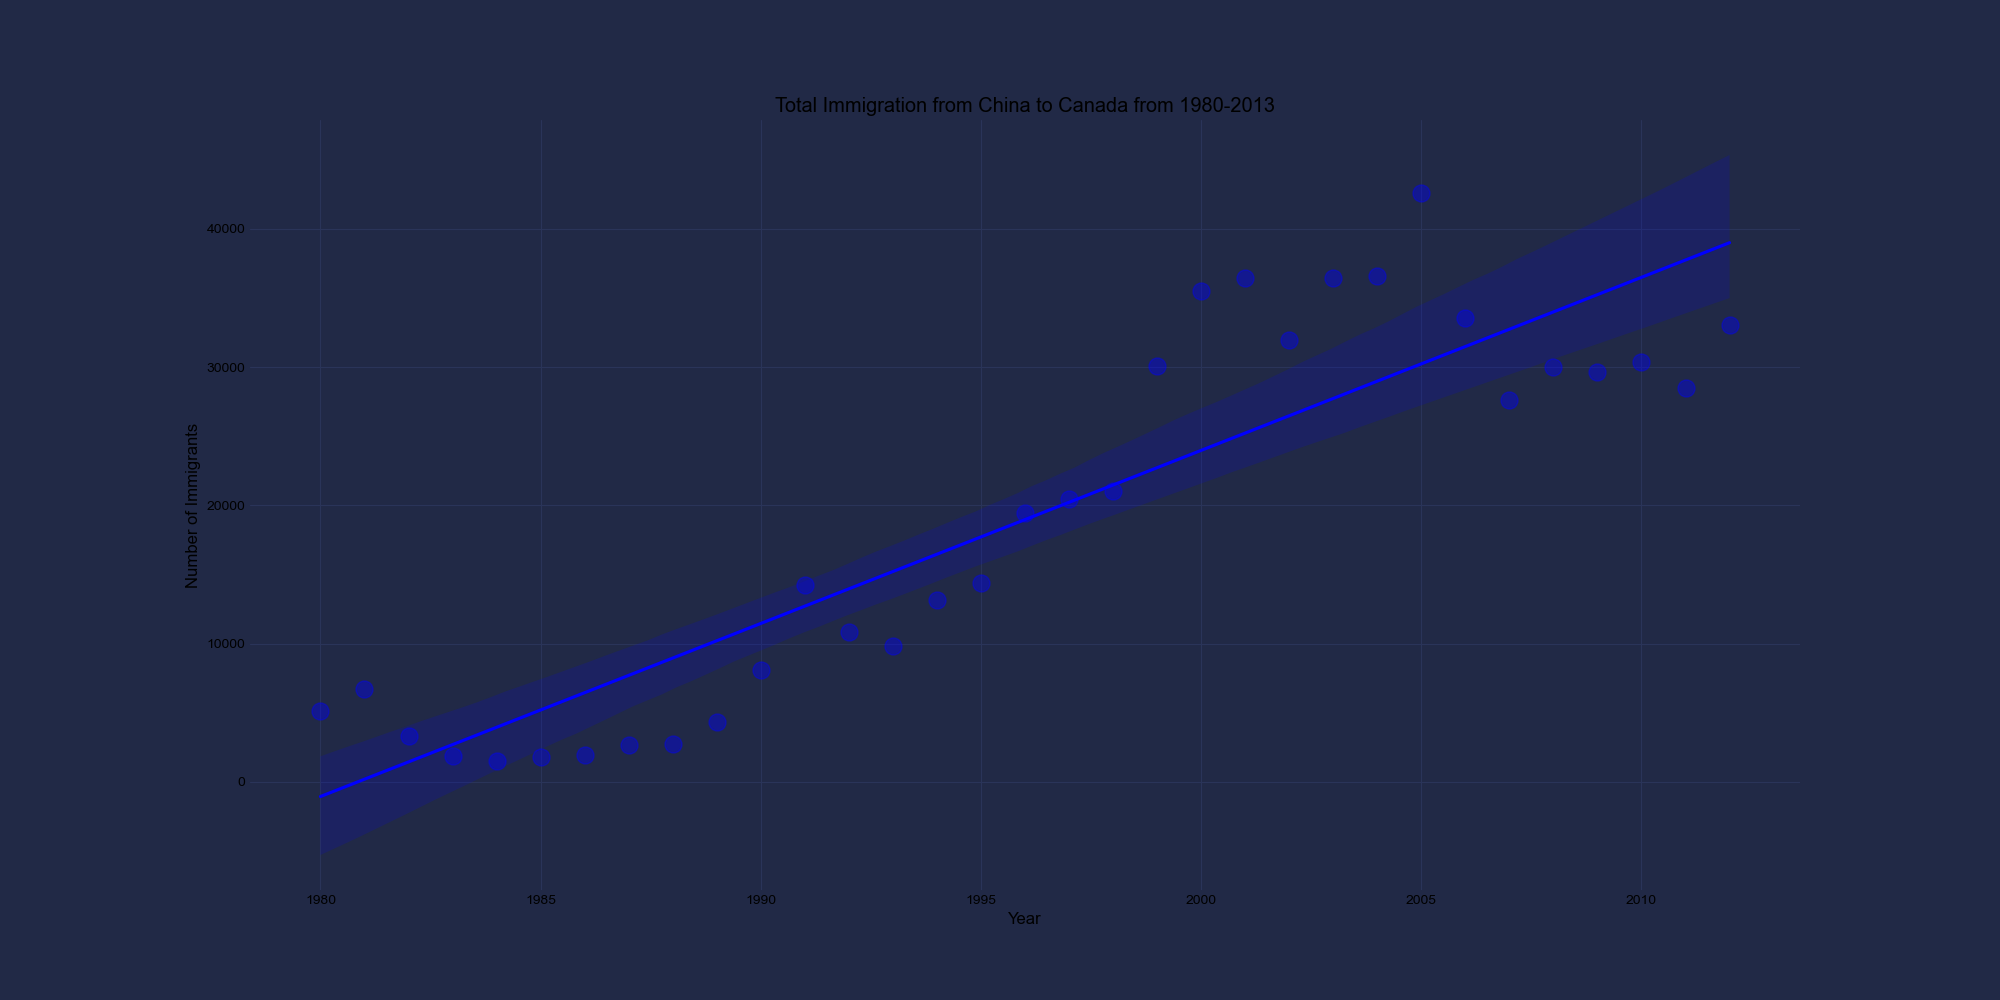 Total Immigration from China to Canada from 1980-2013
40000
30000
20000
10000
0
Number of Immigrants
1980 1985 1990 1995 2000 2005 2010
Year